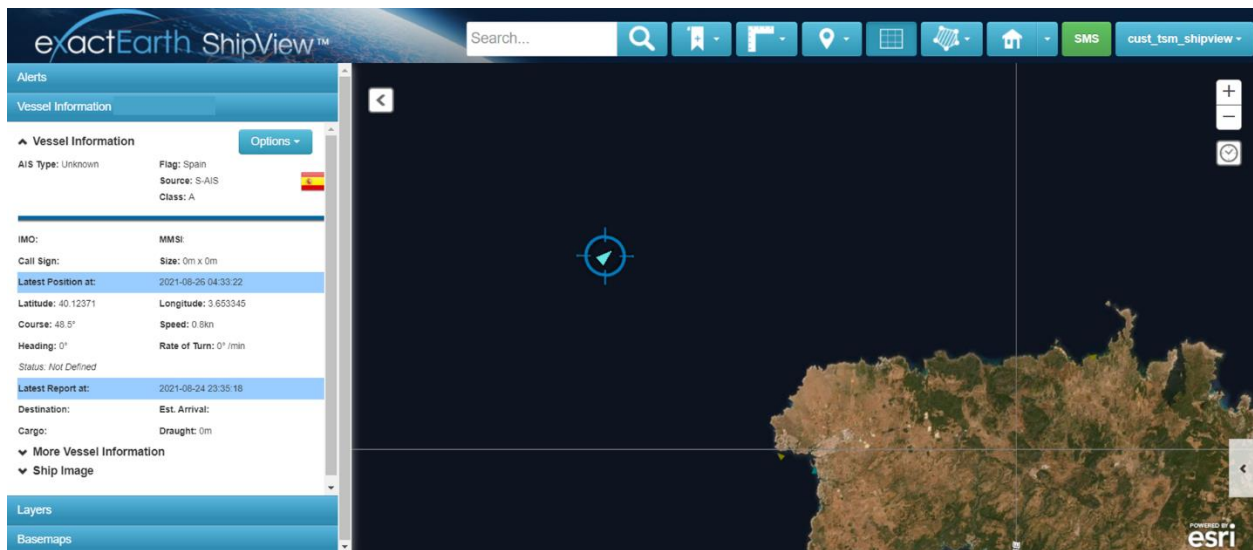 exactEarth ShipView™
Search...
SMS
cust_tsm_shipview
Alerts
Vessel Information
Vessel Information
Options
AIS Type: Unknown
Flag: Spain
Source: S-AIS
Class: A
IMO:
MMSI:
Call Sign:
Size: 0m x 0m
Latest Position at:
2021-08-26 04:33:22
Latitude: 40.12371
Longitude: 3.653345
Course: 48.5°
Speed: 0.8kn
Heading: 0°
Rate of Turn: 0° /min
Status: Not Defined
Latest Report at:
2021-08-24 23:35:18
Destination:
Est. Arrival:
Cargo:
Draught: 0m
More Vessel Information
Ship Image
Layers
Basemaps
POWERED BY
esri